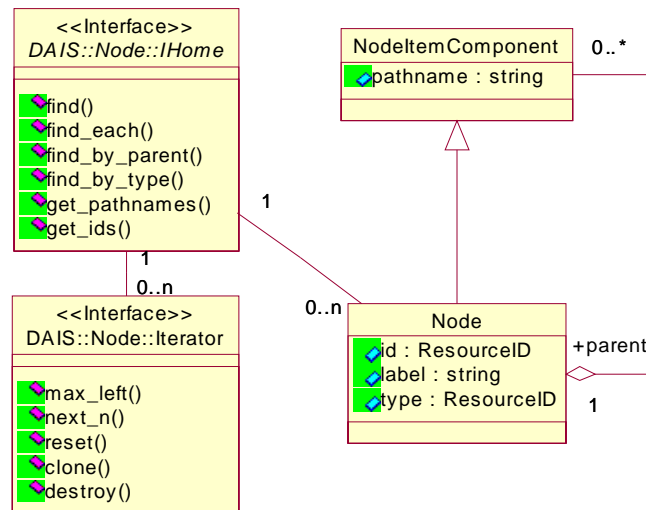 <<Interface>>
DAIS::Node::IHome
find()
find_each()
find_by_parent()
find_by_type()
get_pathnames()
get_ids()
NodeItemComponent
pathname : string
0..*
1
1
0..n
0..n
<<Interface>>
DAIS::Node::Iterator
max_left()
next_n()
reset()
clone()
destroy()
Node
id : ResourceID
label : string
type : ResourceID
+parent
1